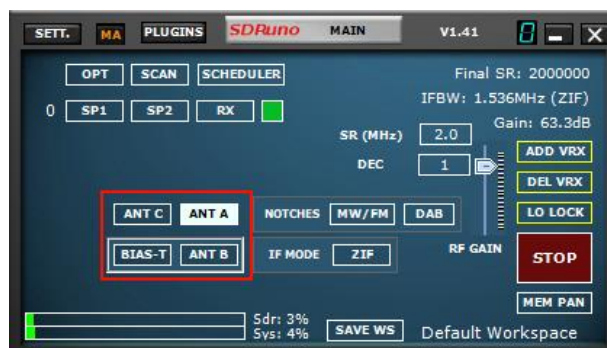 SETT. MA PLUGINS SDRuno MAIN V1.41 8
OPT SCAN SCHEDULER Final SR: 2000000
IFBW: 1.536MHz (ZIF)
0 SP1 SP2 RX Gain: 63.3dB
SR (MHz) 2.0
ADD VRX
DEC 1
DEL VRX
ANT C ANT A NOTCHES MW/FM DAB LO LOCK
BIAS-T ANT B IF MODE ZIF RF GAIN STOP
MEM PAN
Sdr: 3%
Sys: 4% SAVE WS Default Workspace